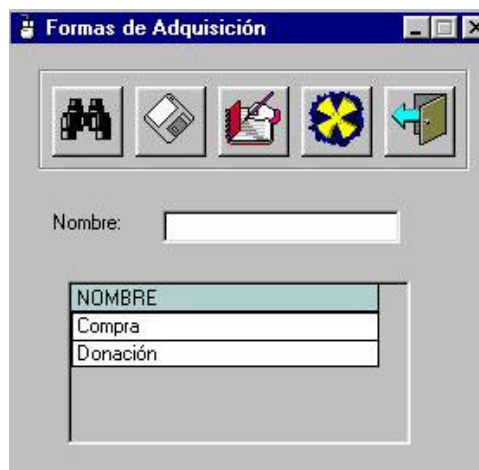 Formas de Adquisición
Nombre:
NOMBRE
Compra
Donación